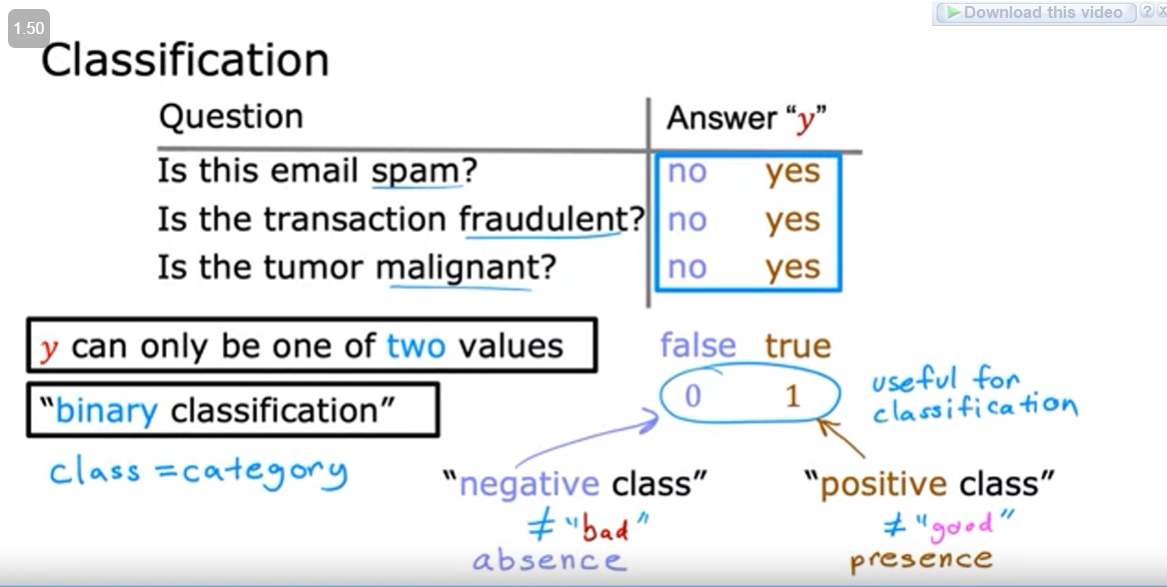 1.50
Download this video ? x
Classification
Question Answer “y”
Is this email spam? no yes
Is the transaction fraudulent? no yes
Is the tumor malignant? no yes
y can only be one of two values false true
0 1 useful for
classification
“binary classification”
class = category
“negative class” “positive class”
≠ "bad" ≠ "good"
absence presence